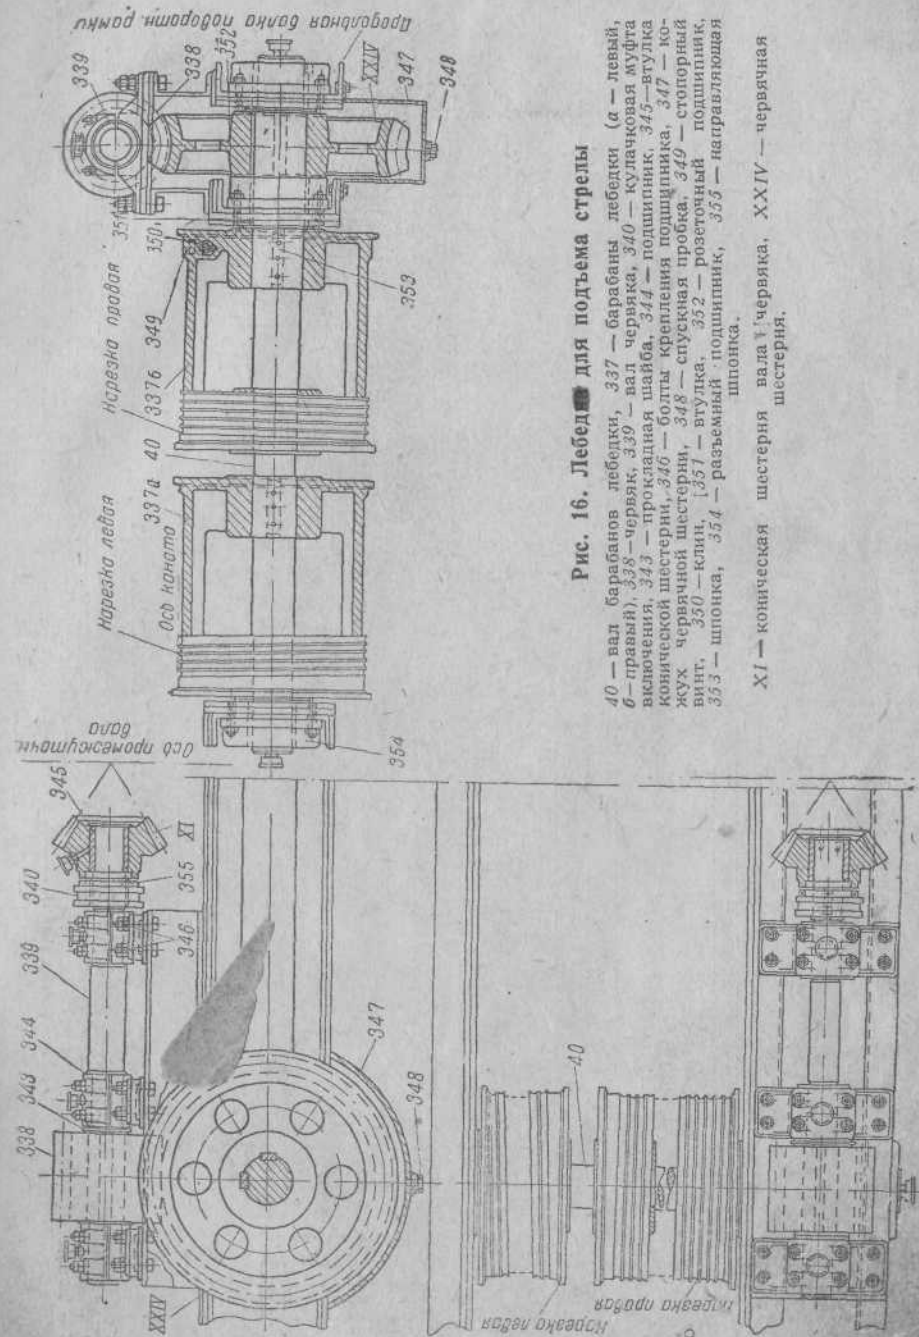 Ось промежуточн.
вала
345
340
339
344
343
338
XI
355
346
347
348
XXIV
Нарезка левая
Нарезка правая
Ось каната
337а
40
337б
349
350
351
339
338
352
Продольная балка поворотн. рамки
XXIV
347
348
353
354
40
Нарезка левая
Нарезка правая
Рис. 16. Лебедка для подъема стрелы
40 — вал барабанов лебедки, 337 — барабаны лебедки (а — левый,
б — правый), 338 — червяк, 339 — вал червяка, 340 — кулачковая муфта
включения, 343 — прокладная шайба, 344 — подшипник, 345 — втулка
конической шестерни, 346 — болты крепления подшипника, 347 — ко-
жух червячной шестерни, 348 — спускная пробка, 349 — стопорный
винт, 350 — клин, 351 — втулка, 352 — розеточный подшипник,
353 — шпонка, 354 — разъемный подшипник, 355 — направляющая
шпонка.
XI — коническая шестерня вала червяка, XXIV — червячная
шестерня.